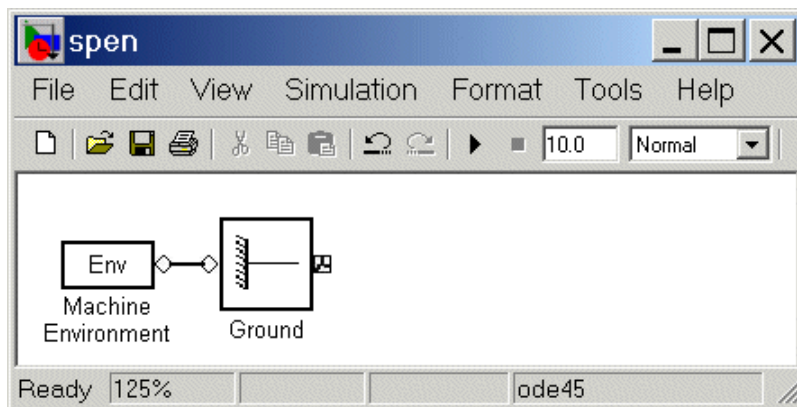 spen
File Edit View Simulation Format Tools Help
10.0 Normal
Env
Machine
Environment
Ground
Ready 125% ode45